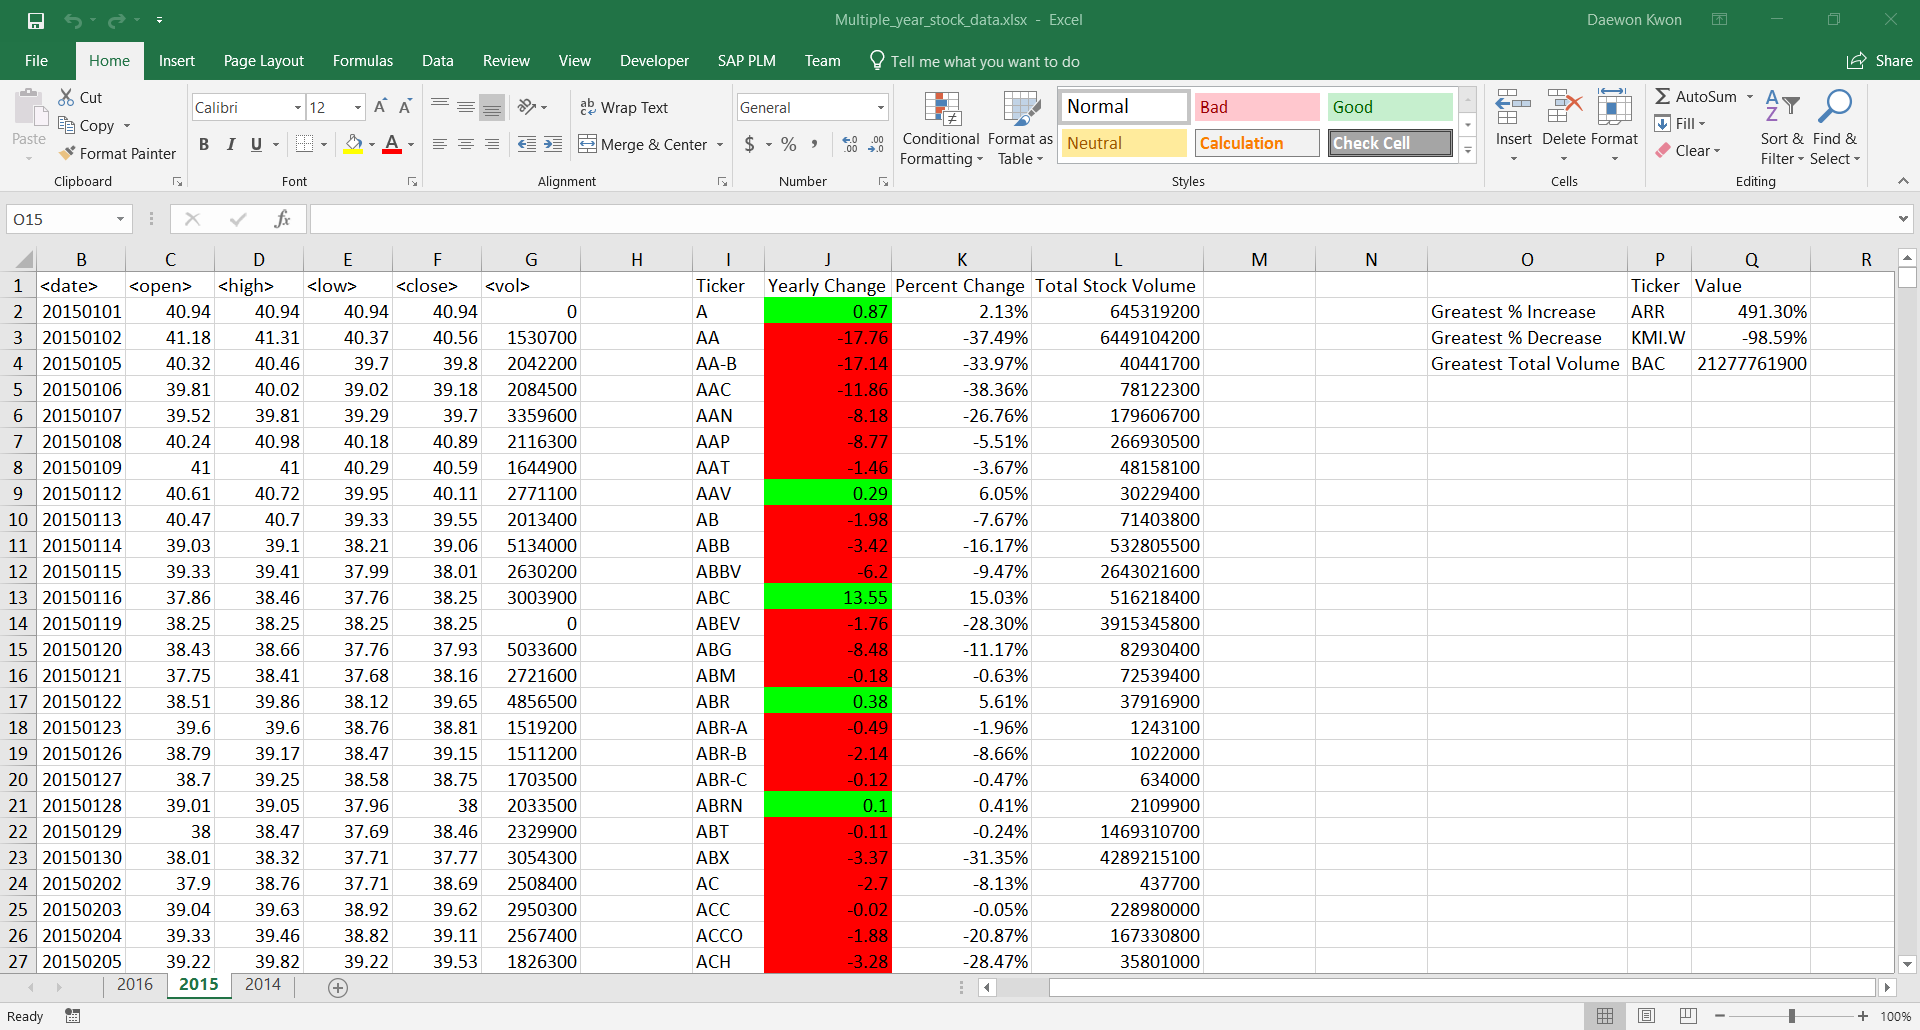 Multiple_year_stock_data.xlsx - Excel
Daewon Kwon
File Home Insert Page Layout Formulas Data Review View Developer SAP PLM Team Tell me what you want to do Share
Paste
Cut
Copy
Format Painter
Clipboard
Calibri 12
B I U
Font
Wrap Text
Merge & Center
Alignment
General
$ % ,
Number
Conditional Formatting
Format as Table
Normal Bad Good
Neutral Calculation Check Cell
Styles
Insert Delete Format
Cells
AutoSum
Fill
Clear
Sort & Filter
Find & Select
Editing
O15 fx
B C D E F G H I J K L M N O P Q R
1 <date> <open> <high> <low> <close> <vol> Ticker Yearly Change Percent Change Total Stock Volume Ticker Value
2 20150101 40.94 40.94 40.94 40.94 0 A 0.87 2.13% 645319200 Greatest % Increase ARR 491.30%
3 20150102 41.18 41.31 40.37 40.56 1530700 AA -17.76 -37.49% 6449104200 Greatest % Decrease KMI.W -98.59%
4 20150105 40.32 40.46 39.7 39.8 2042200 AA-B -17.14 -33.97% 40441700 Greatest Total Volume BAC 21277761900
5 20150106 39.81 40.02 39.02 39.18 2084500 AAC -11.86 -38.36% 78122300
6 20150107 39.52 39.81 39.29 39.7 3359600 AAN -8.18 -26.76% 179606700
7 20150108 40.24 40.98 40.18 40.89 2116300 AAP -8.77 -5.51% 266930500
8 20150109 41 41 40.29 40.59 1644900 AAT -1.46 -3.67% 48158100
9 20150112 40.61 40.72 39.95 40.11 2771100 AAV 0.29 6.05% 30229400
10 20150113 40.47 40.7 39.33 39.55 2013400 AB -1.98 -7.67% 71403800
11 20150114 39.03 39.1 38.21 39.06 5134000 ABB -3.42 -16.17% 532805500
12 20150115 39.33 39.41 37.99 38.01 2630200 ABBV -6.2 -9.47% 2643021600
13 20150116 37.86 38.46 37.76 38.25 3003900 ABC 13.55 15.03% 516218400
14 20150119 38.25 38.25 38.25 38.25 0 ABEV -1.76 -28.30% 3915345800
15 20150120 38.43 38.66 37.76 37.93 5033600 ABG -8.48 -11.17% 82930400
16 20150121 37.75 38.41 37.68 38.16 2721600 ABM -0.18 -0.63% 72539400
17 20150122 38.51 39.86 38.12 39.65 4856500 ABR 0.38 5.61% 37916900
18 20150123 39.6 39.6 38.76 38.81 1519200 ABR-A -0.49 -1.96% 1243100
19 20150126 38.79 39.17 38.47 39.15 1511200 ABR-B -2.14 -8.66% 1022000
20 20150127 38.7 39.25 38.58 38.75 1703500 ABR-C -0.12 -0.47% 634000
21 20150128 39.01 39.05 37.96 38 2033500 ABRN 0.1 0.41% 2109900
22 20150129 38 38.47 37.69 38.46 2329900 ABT -0.11 -0.24% 1469310700
23 20150130 38.01 38.32 37.71 37.77 3054300 ABX -3.37 -31.35% 4289215100
24 20150202 37.9 38.76 37.71 38.69 2508400 AC -2.7 -8.13% 437700
25 20150203 39.04 39.63 38.92 39.62 2950300 ACC -0.02 -0.05% 228980000
26 20150204 39.33 39.46 38.82 39.11 2567400 ACCO -1.88 -20.87% 167330800
27 20150205 39.22 39.82 39.22 39.53 1826300 ACH -3.28 -28.47% 35801000
2016 2015 2014
Ready 100%